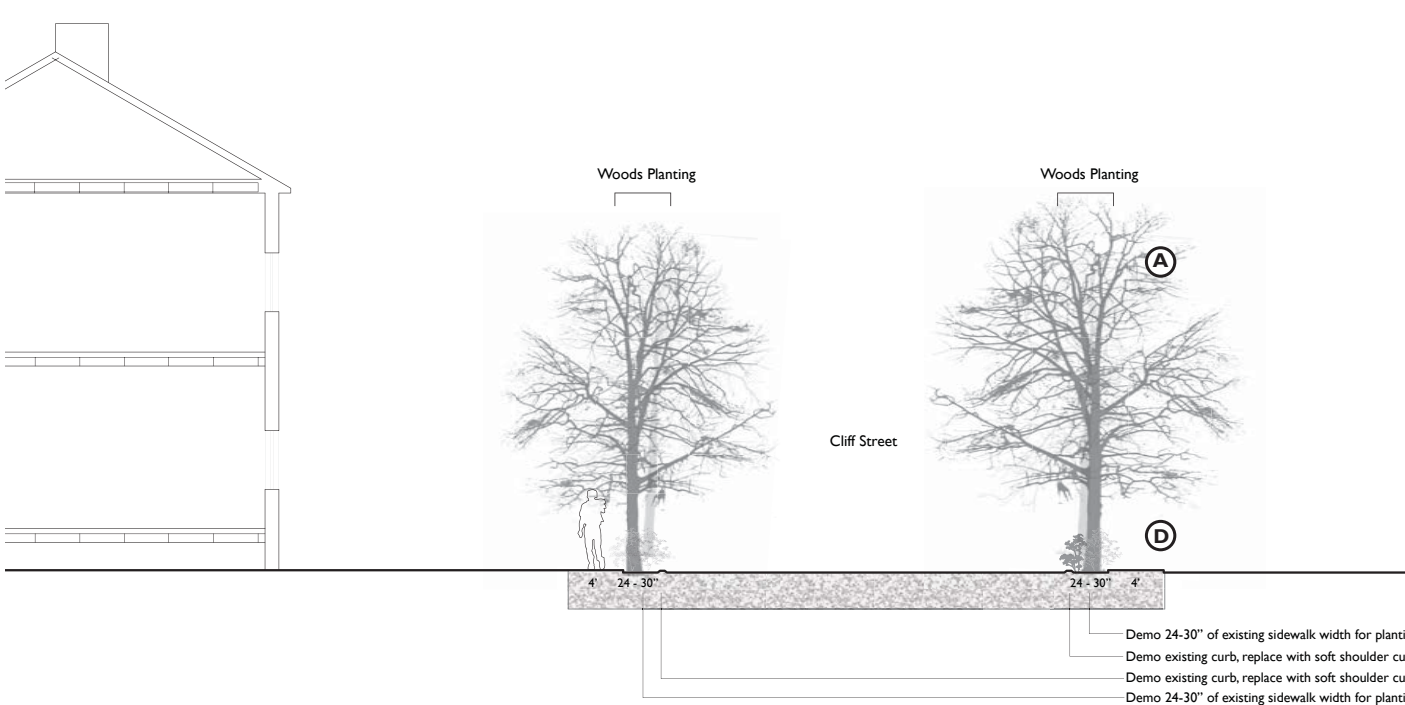 Woods Planting
Woods Planting
A
Cliff Street
D
4' 24 - 30”
24 - 30” 4'
Demo 24-30” of existing sidewalk width for planti
Demo existing curb, replace with soft shoulder cu
Demo existing curb, replace with soft shoulder cu
Demo 24-30” of existing sidewalk width for planti